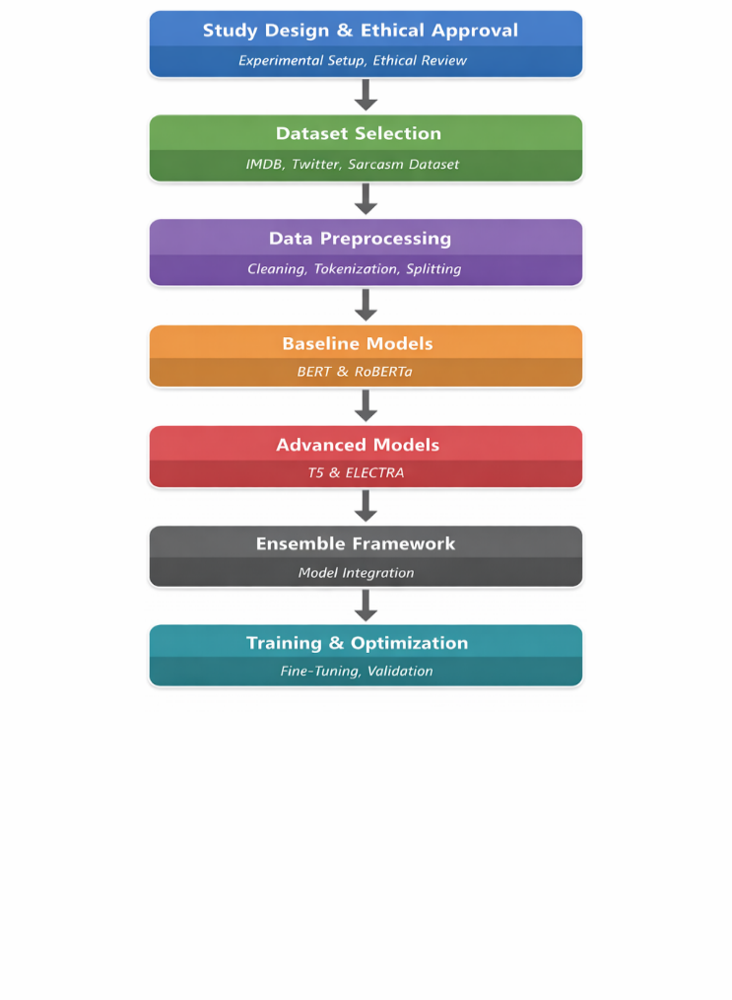 Study Design & Ethical Approval
Experimental Setup, Ethical Review
Dataset Selection
IMDB, Twitter, Sarcasm Dataset
Data Preprocessing
Cleaning, Tokenization, Splitting
Baseline Models
BERT & RoBERTa
Advanced Models
T5 & ELECTRA
Ensemble Framework
Model Integration
Training & Optimization
Fine-Tuning, Validation